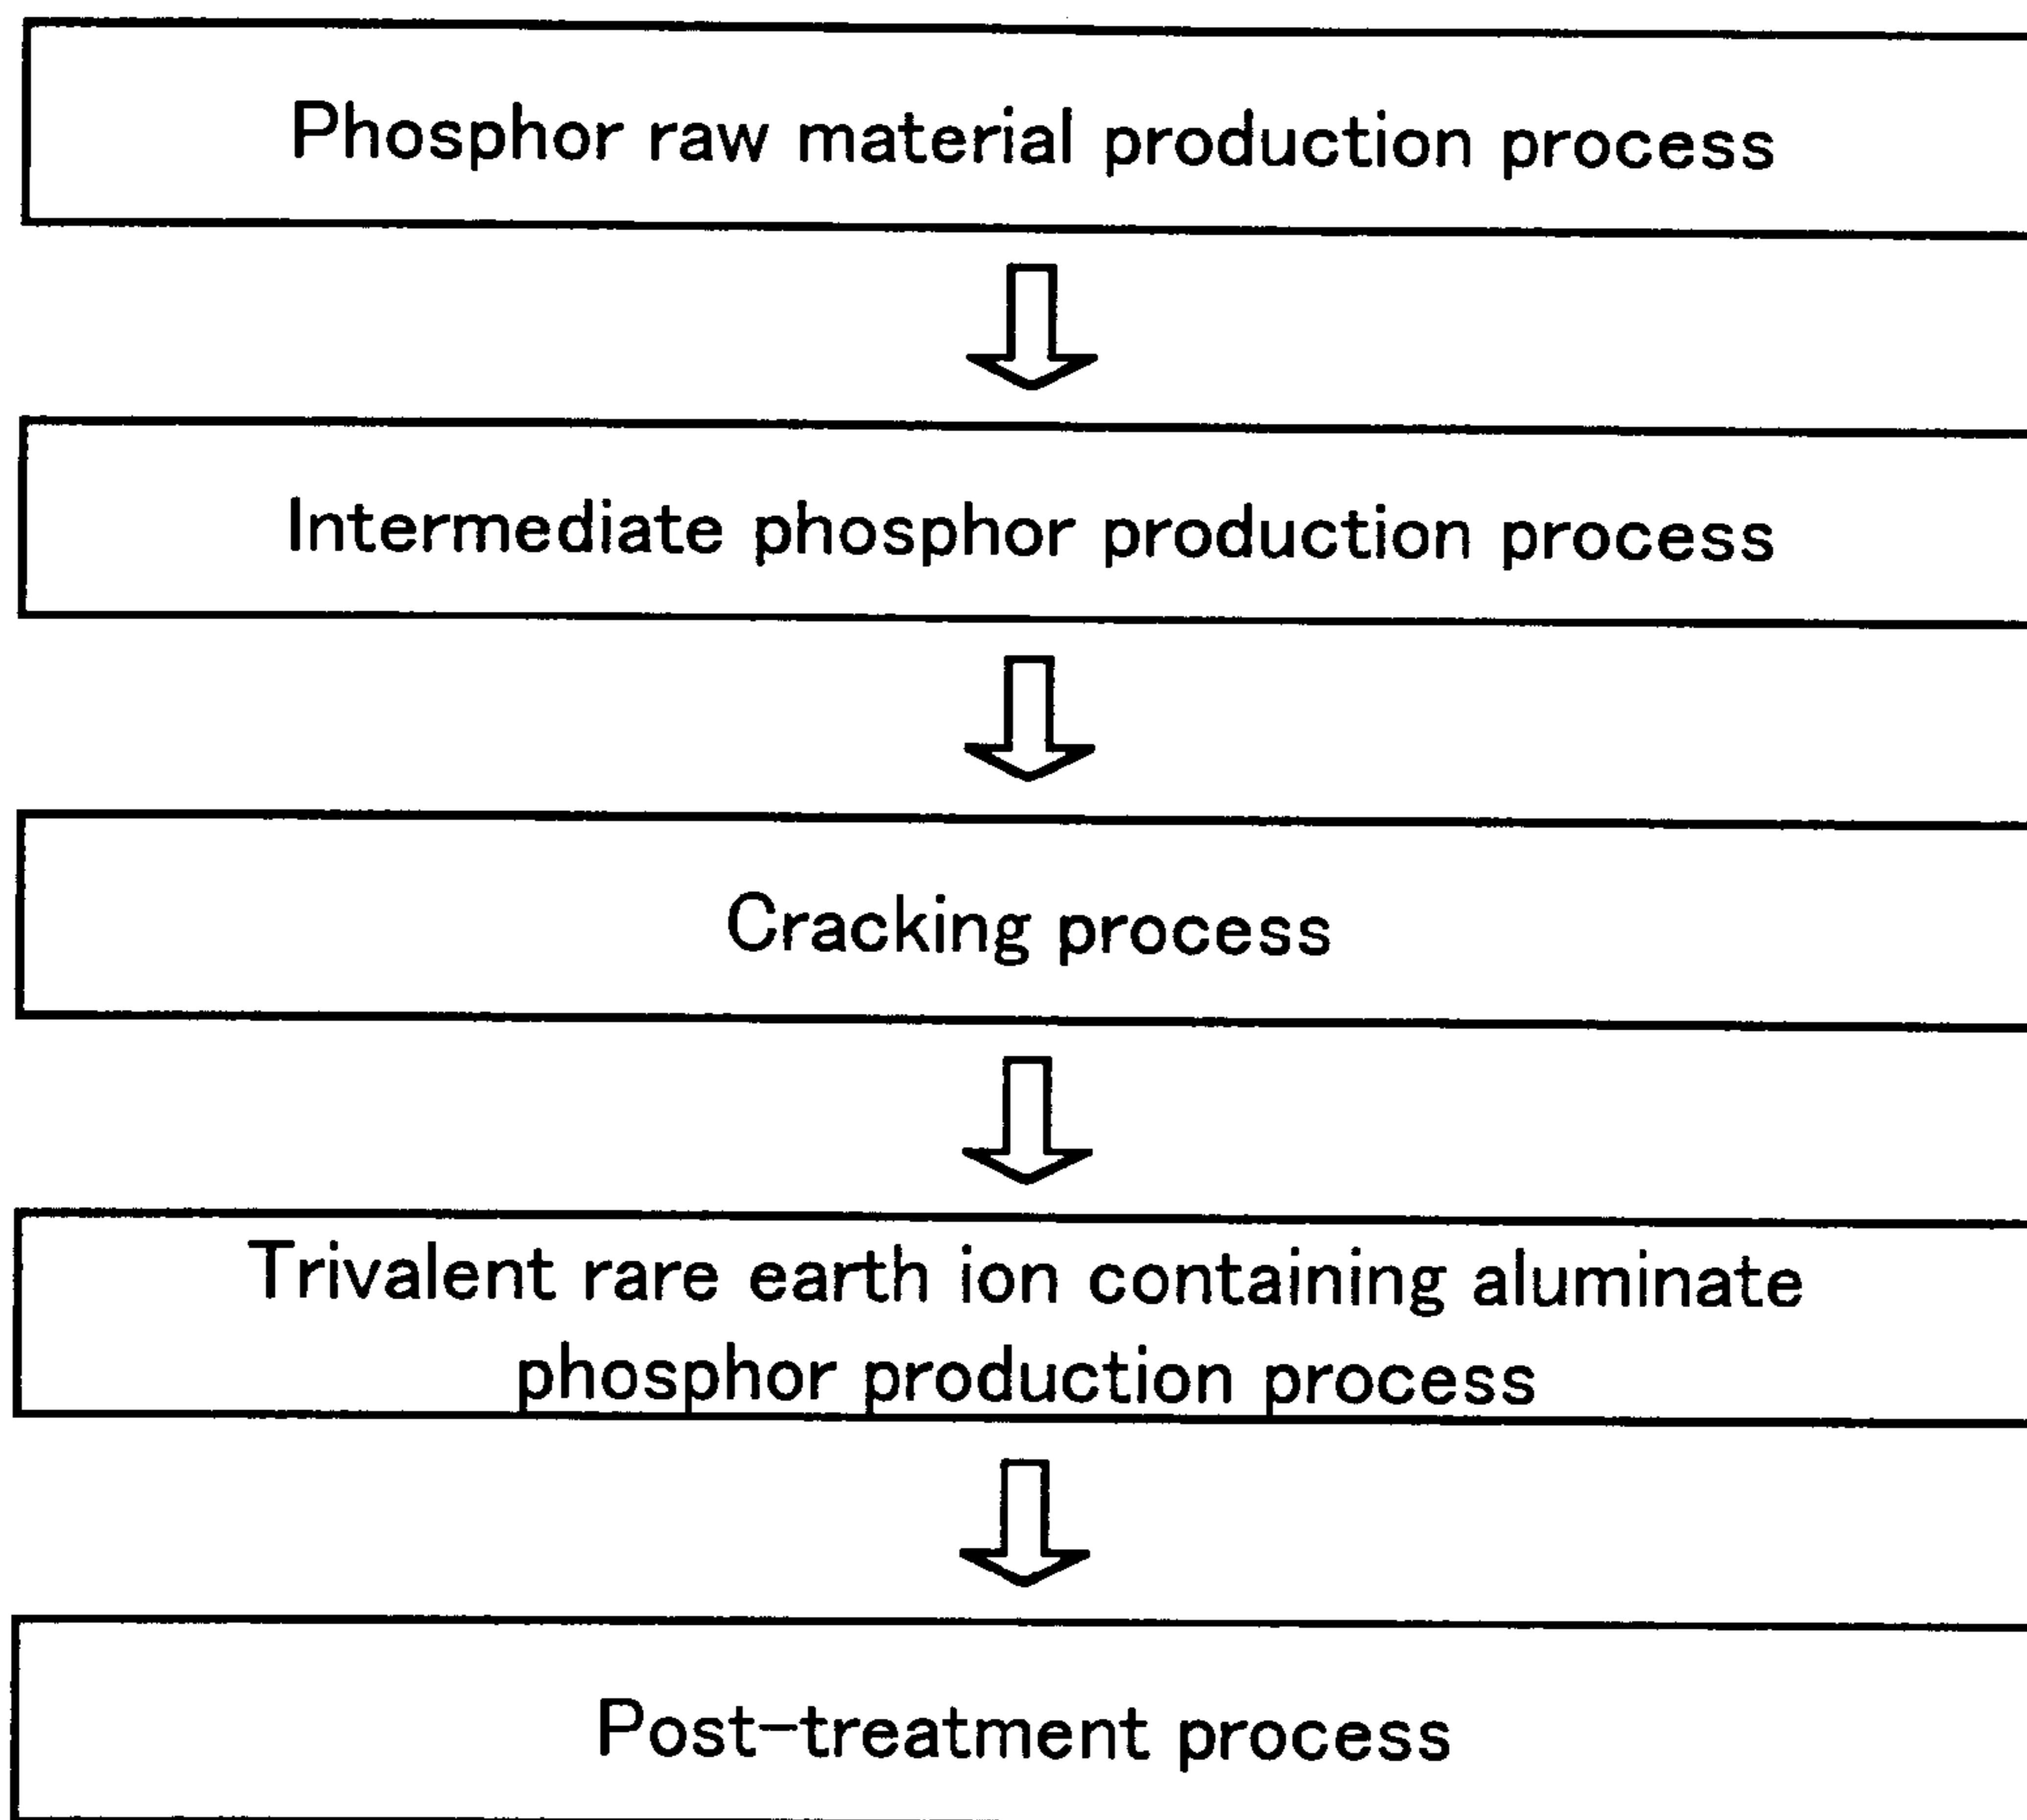 Phosphor raw material production process
Intermediate phosphor production process
Cracking process
Trivalent rare earth ion containing aluminate
phosphor production process
Post-treatment process